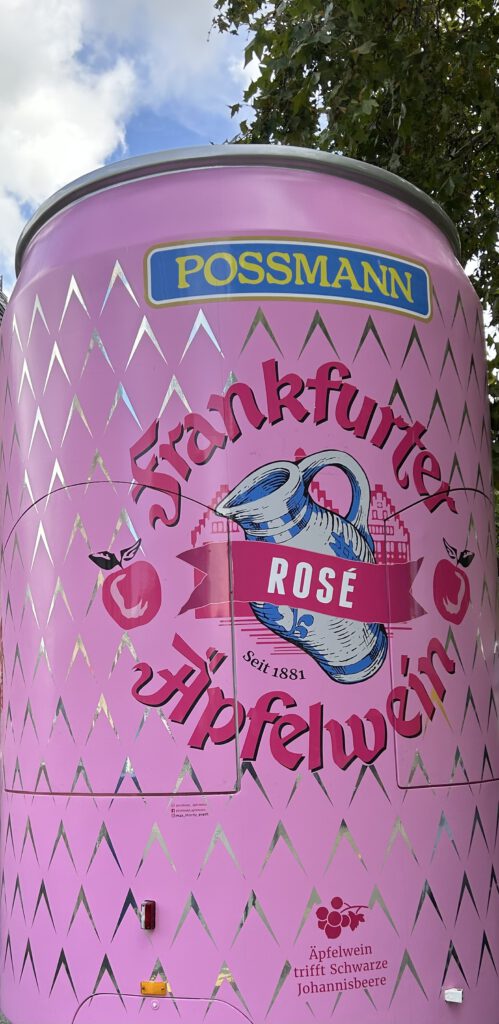 POSSMANN
Frankfurter
ROSÉ
Seit 1881
Äpfelwein
Äpfelwein
trifft Schwarze
Johannisbeere